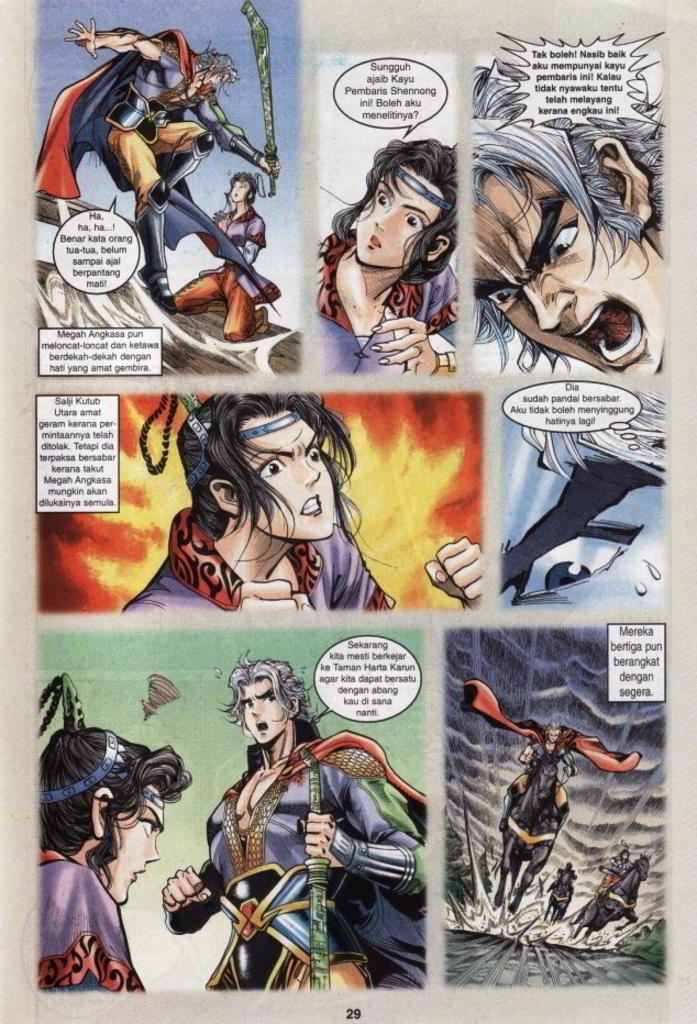 Ha,
ha, ha...!
Benar kata orang
tua-tua, belum
sampai ajal
berpantang
mati!
Megah Angkasa pun
meloncat-loncat dan ketawa
berdekah-dekah dengan
hati yang amat gembira.
Sungguh
ajaib Kayu
Pembaris Shennong
ini! Boleh aku
menelitinya?
Tak boleh! Nasib baik
aku mempunyai kayu
pembaris ini! Kalau
tidak nyawaku tentu
telah melayang
kerana engkau ini!
Salji Kutub
Utara amat
geram kerana per-
mintaannya telah
ditolak. Tetapi dia
terpaksa bersabar
kerana takut
Megah Angkasa
mungkin akan
dilukainya semula.
Dia
sudah pandai bersabar.
Aku tidak boleh menyinggung
hatinya lagi!
Sekarang
kita mesti berkejar
ke Taman Harta Karun
agar kita dapat bersatu
dengan abang
kau di sana
nanti.
Mereka
bertiga pun
berangkat
dengan
segera.
29